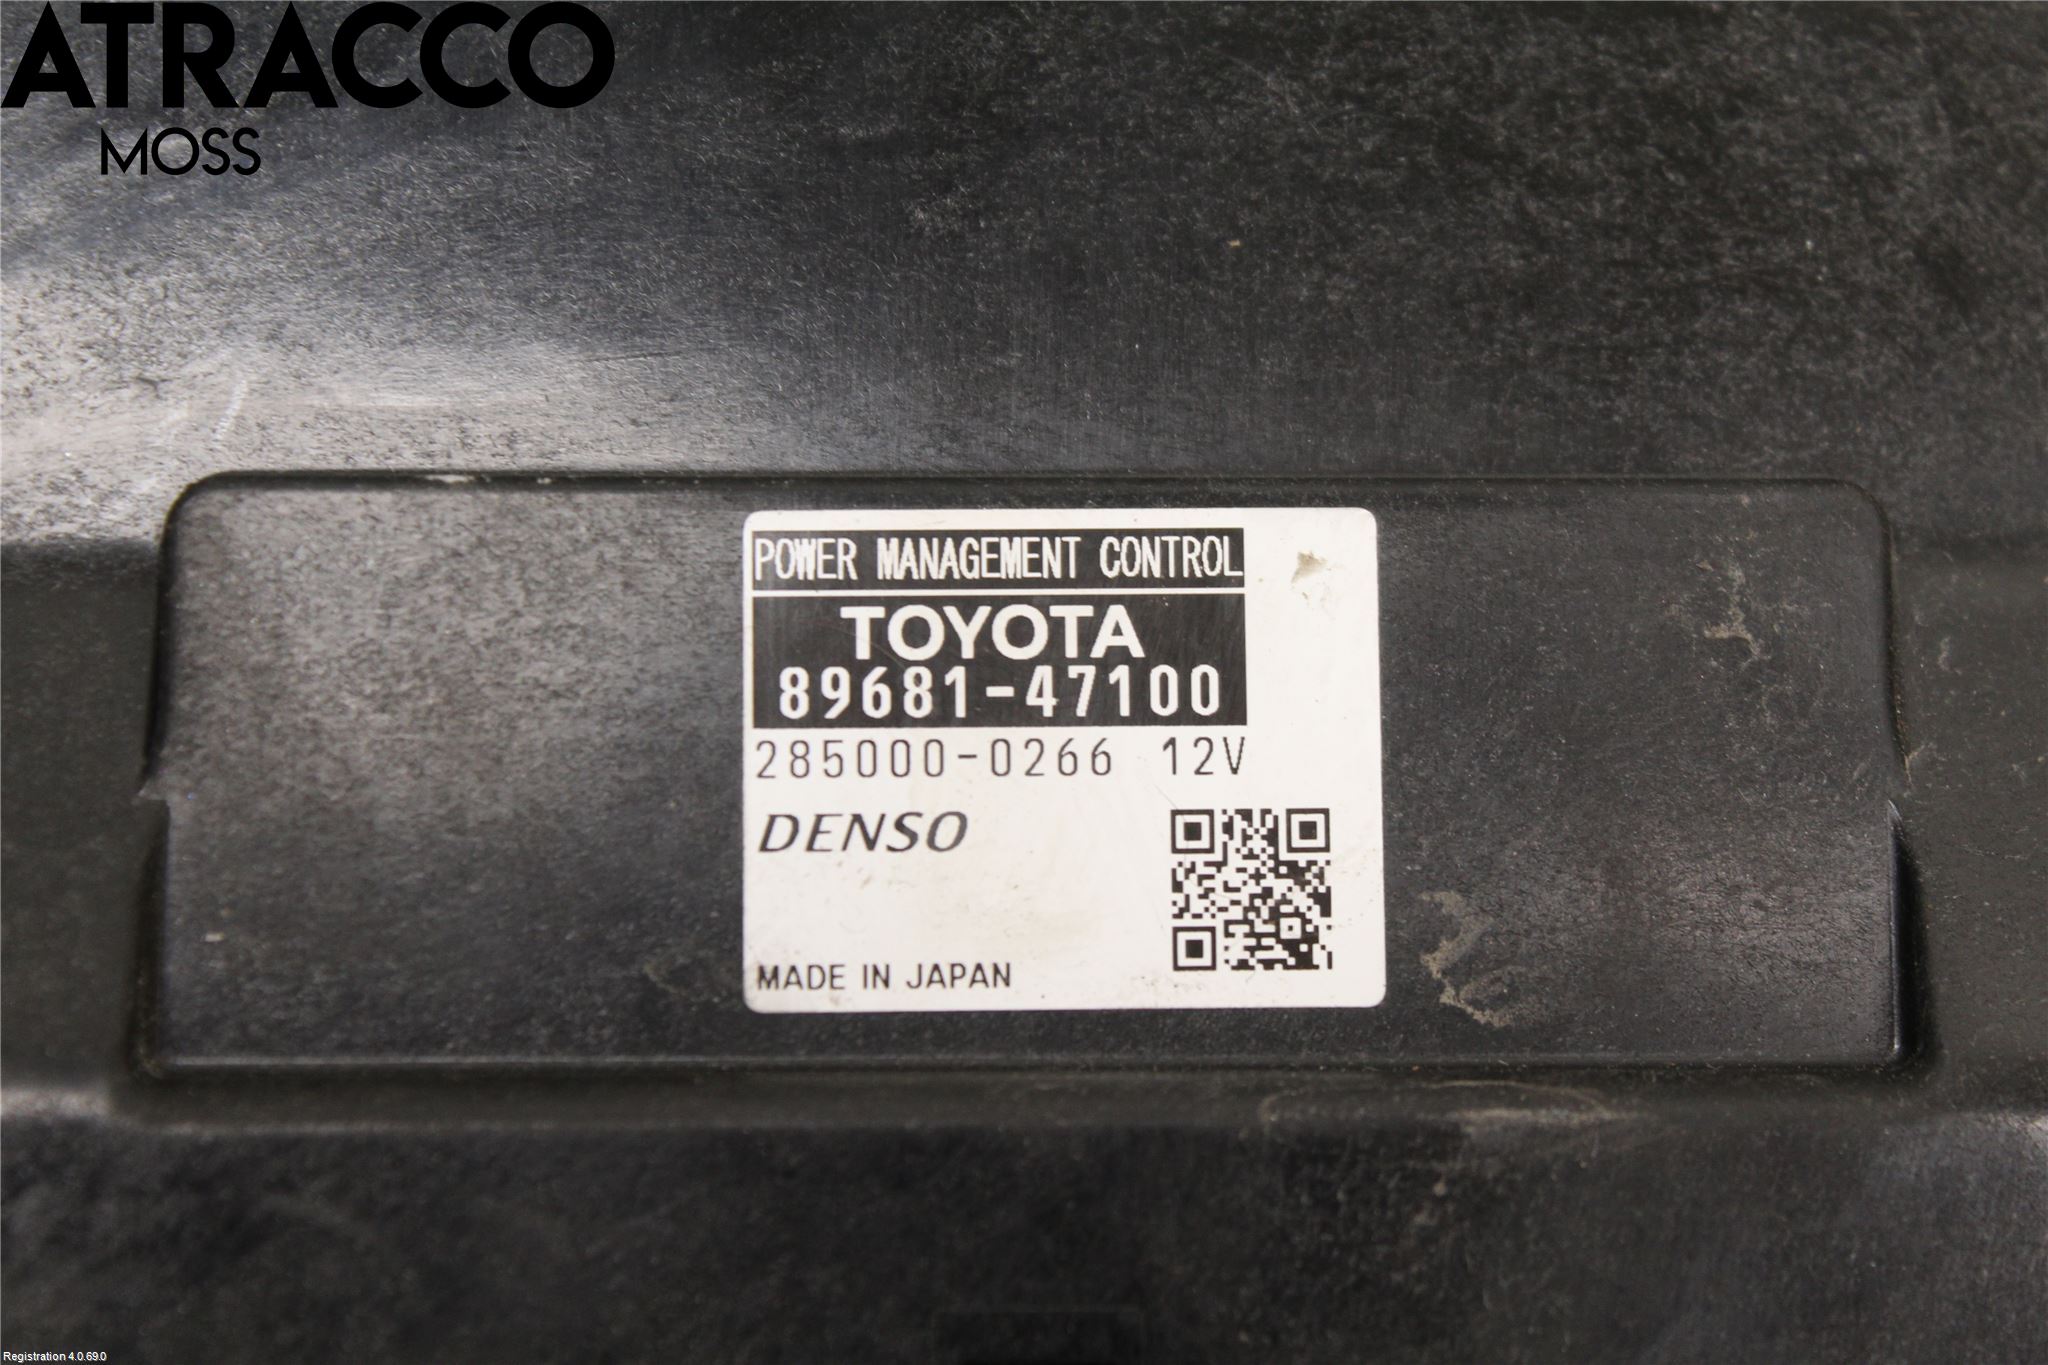 ATRACCO
MOSS
POWER MANAGEMENT CONTROL
TOYOTA
89681-47100
285000-0266 12V
DENSO
MADE IN JAPAN
Registration 4.0.69.0